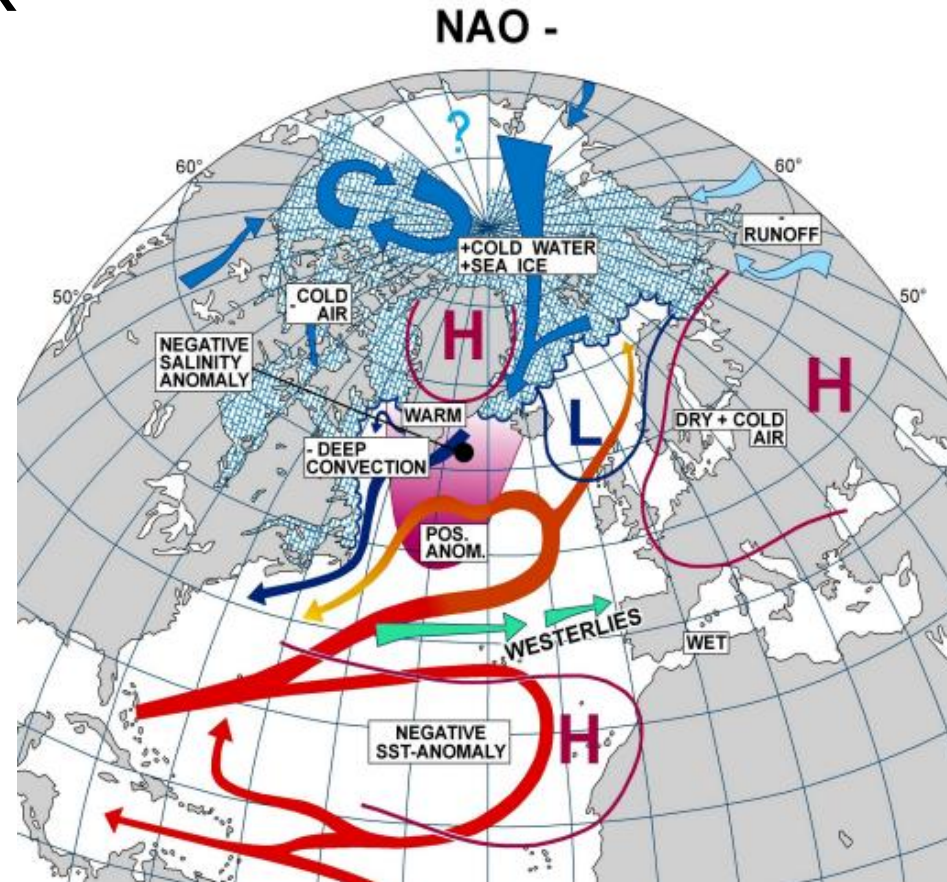 NAO -
?
60°
60°
-
RUNOFF
+COLD WATER
+SEA ICE
50°
50°
-COLD
- AIR
H
NEGATIVE
SALINITY
ANOMALY
H
WARM
L
DRY + COLD
AIR
- DEEP
CONVECTION
POS.
ANOM.
WESTERLIES
WET
NEGATIVE
SST-ANOMALY
H